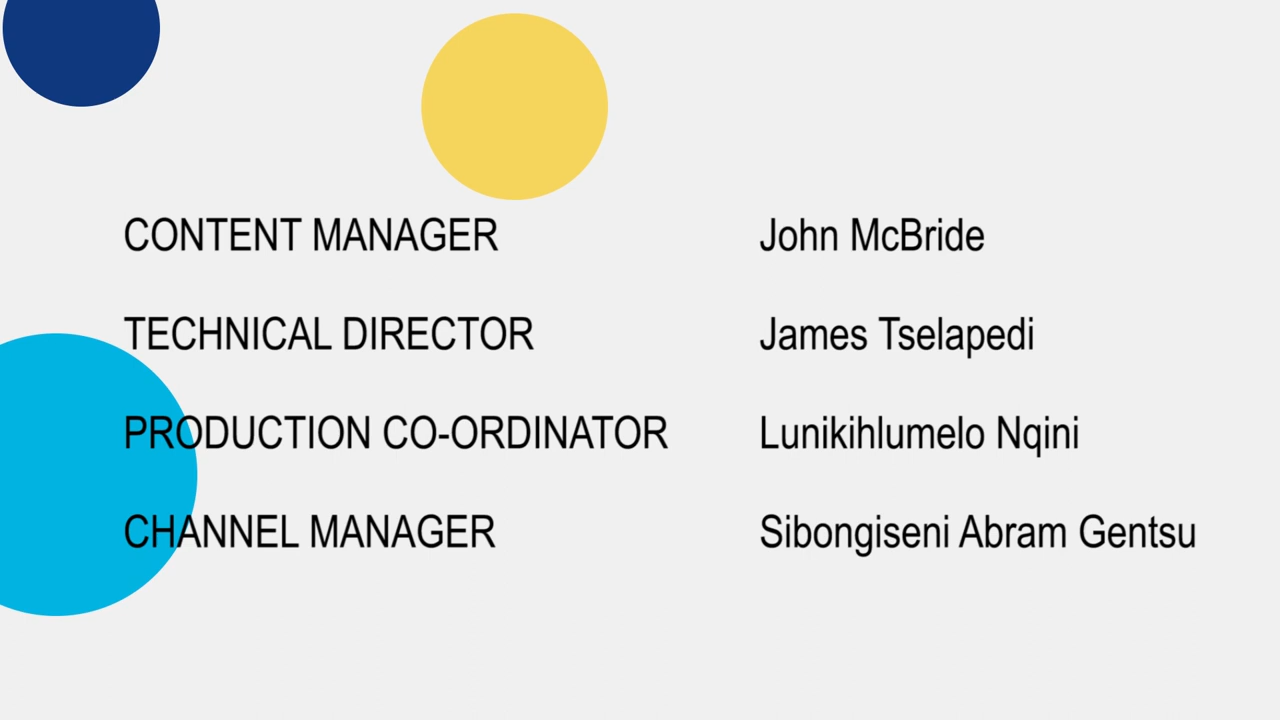 CONTENT MANAGER John McBride
TECHNICAL DIRECTOR James Tselapedi
PRODUCTION CO-ORDINATOR Lunikihlumelo Nqini
CHANNEL MANAGER Sibongiseni Abram Gentsu